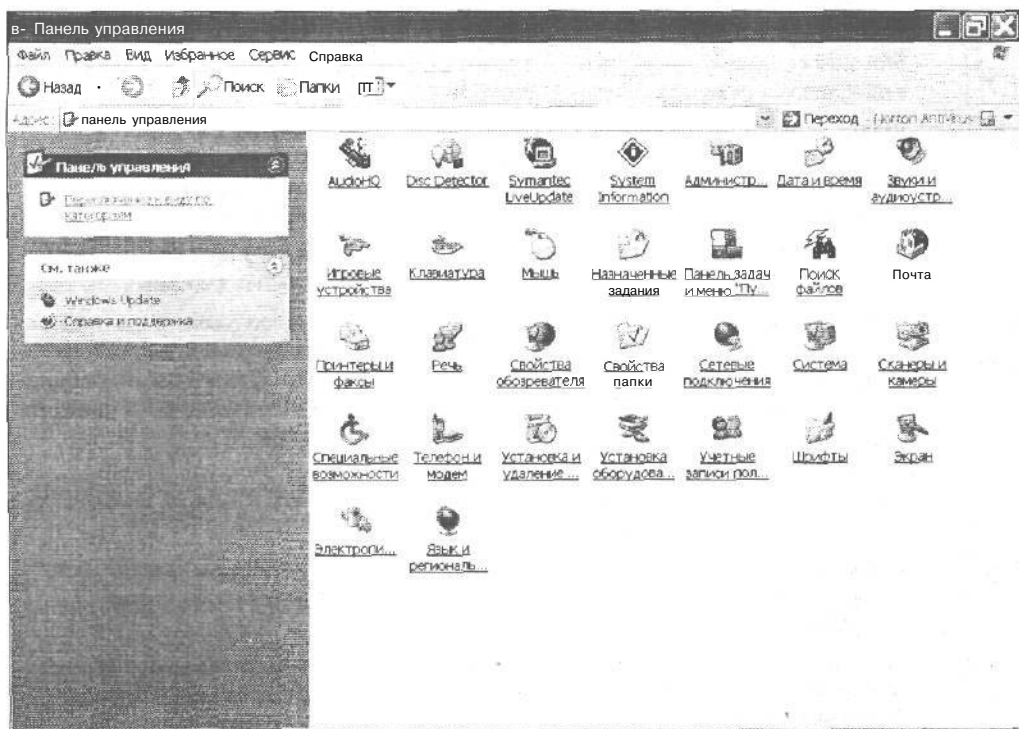 в- Панель управления
Файл Правка Вид Избранное Сервис Справка
Назад Поиск Папки
Адрес: панель управления Переход Norton AntiVirus
Панель управления
Переключение к виду по
категориям
См. также
Windows Update
Справка и поддержка
AudioHQ Disc Detector Symantec System Администр... Дата и время Звуки и
LiveUpdate Information аудиоустр...
Игровые Клавиатура Мышь Назначенные Панель задач Поиск Почта
устройства задания и меню "Пу... файлов
Принтеры и Речь Свойства Свойства Сетевые Система Сканеры и
факсы обозревателя папки подключения камеры
Специальные Телефон и Установка и Установка Учетные Шрифты Экран
возможности модем удаление ... оборудова... записи пол...
Электропи... Язык и
региональ...